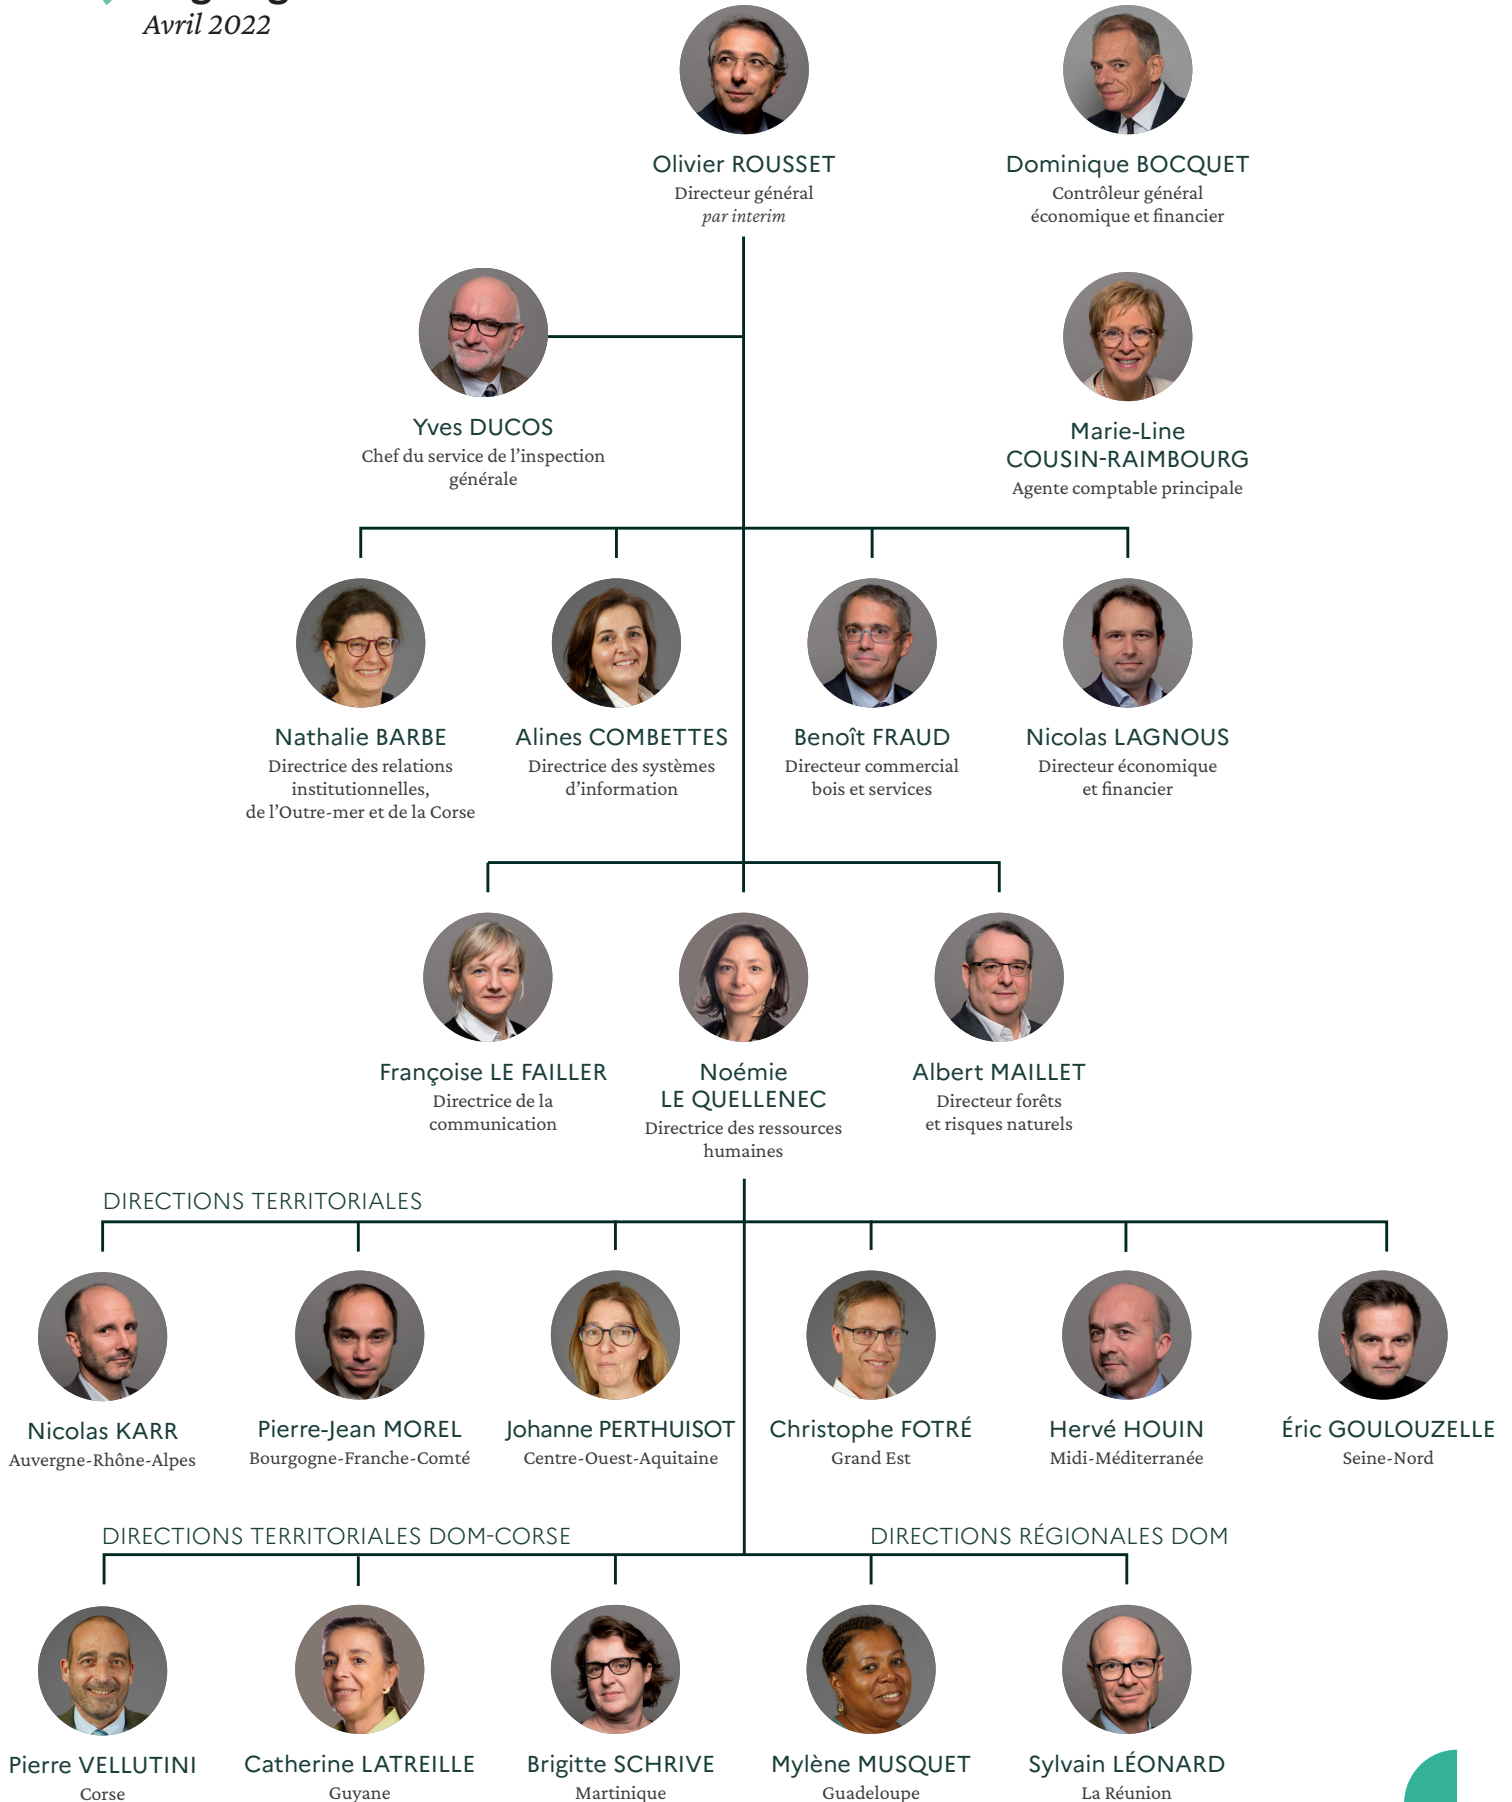 Avril 2022
Olivier ROUSSET
Directeur général
par interim
Dominique BOCQUET
Contrôleur général
économique et financier
Yves DUCOS
Chef du service de l’inspection
générale
Marie-Line
COUSIN-RAIMBOURG
Agente comptable principale
Nathalie BARBE
Directrice des relations
institutionnelles,
de l’Outre-mer et de la Corse
Alines COMBETTES
Directrice des systèmes
d’information
Benoît FRAUD
Directeur commercial
bois et services
Nicolas LAGNOUS
Directeur économique
et financier
Françoise LE FAILLER
Directrice de la
communication
Noémie
LE QUELLENEC
Directrice des ressources
humaines
Albert MAILLET
Directeur forêts
et risques naturels
DIRECTIONS TERRITORIALES
Nicolas KARR
Auvergne-Rhône-Alpes
Pierre-Jean MOREL
Bourgogne-Franche-Comté
Johanne PERTHUISOT
Centre-Ouest-Aquitaine
Christophe FOTRÉ
Grand Est
Hervé HOUIN
Midi-Méditerranée
Éric GOULOUZELLE
Seine-Nord
DIRECTIONS TERRITORIALES DOM-CORSE
DIRECTIONS RÉGIONALES DOM
Pierre VELLUTINI
Corse
Catherine LATREILLE
Guyane
Brigitte SCHRIVE
Martinique
Mylène MUSQUET
Guadeloupe
Sylvain LÉONARD
La Réunion